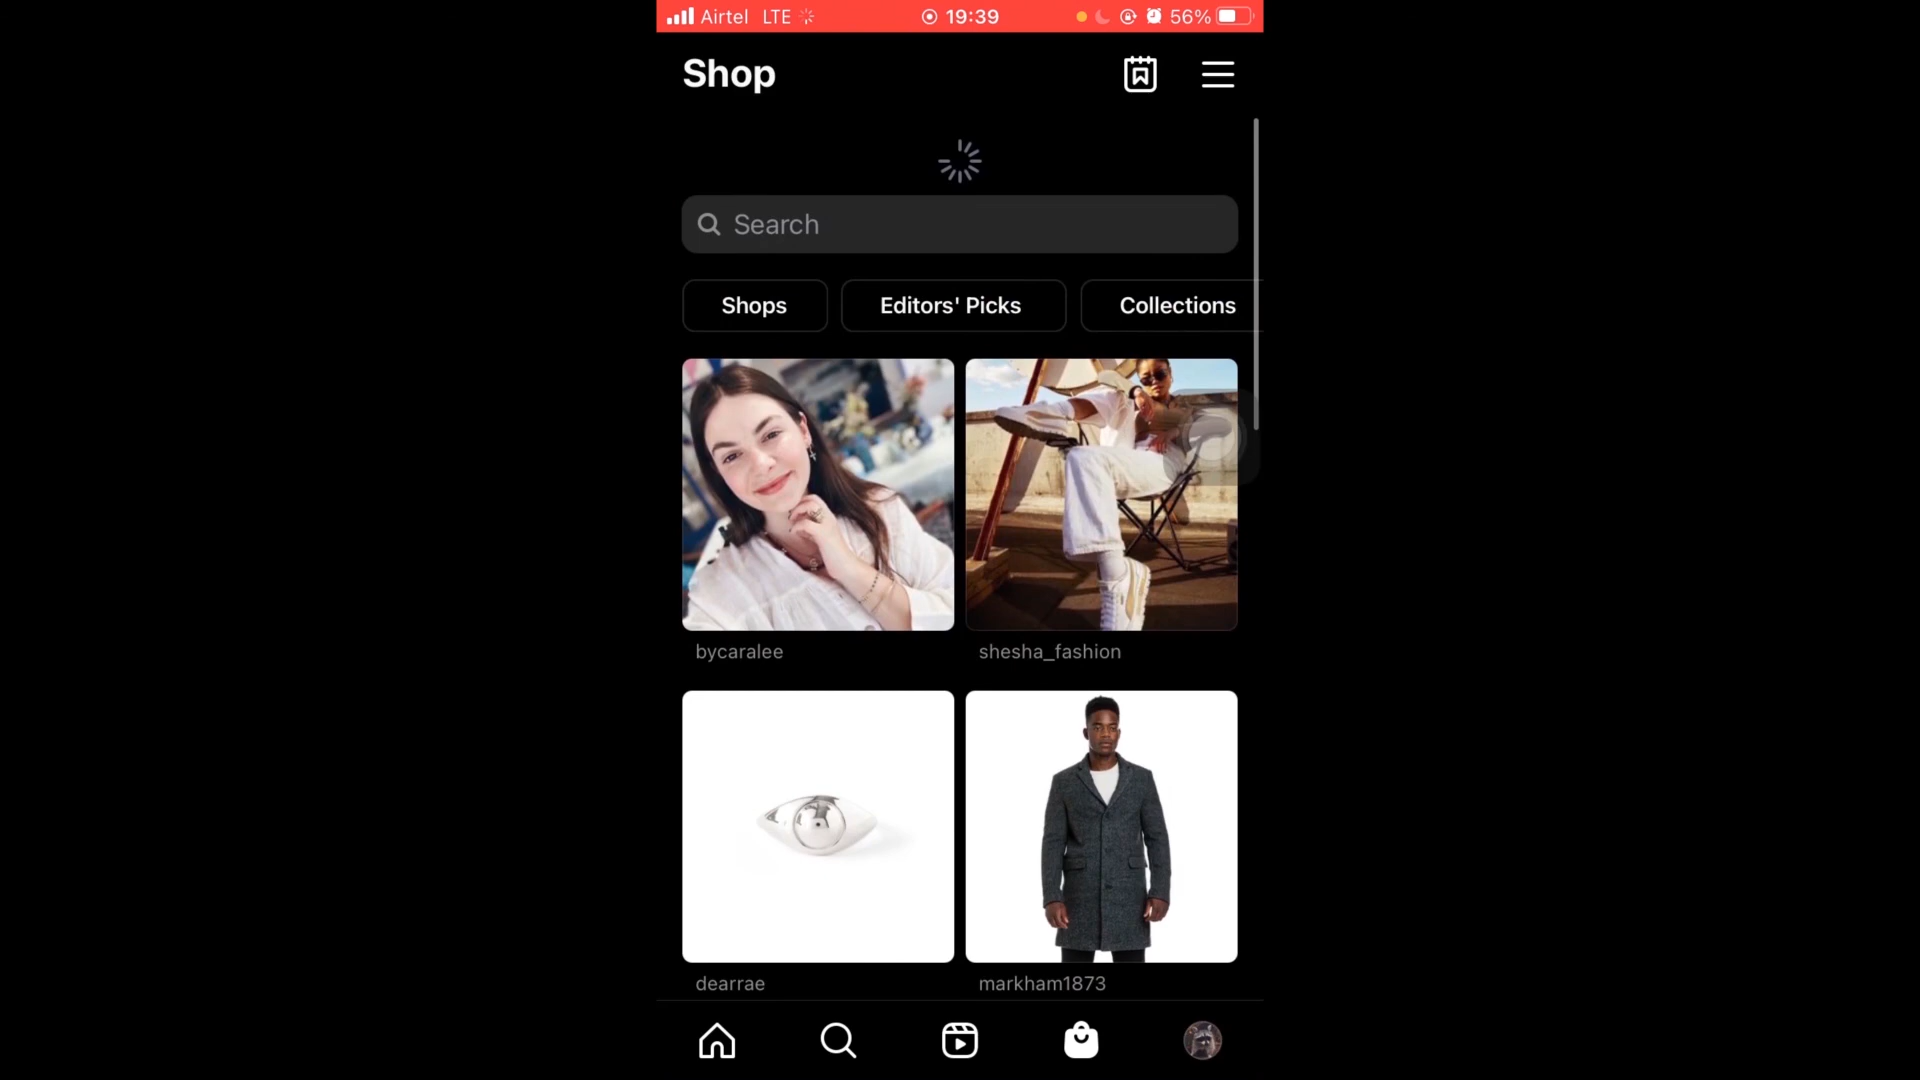 Airtel LTE 19:39 56%
Shop
Search
Shops Editors' Picks Collections
bycaralee shesha_fashion
dearrae markham1873